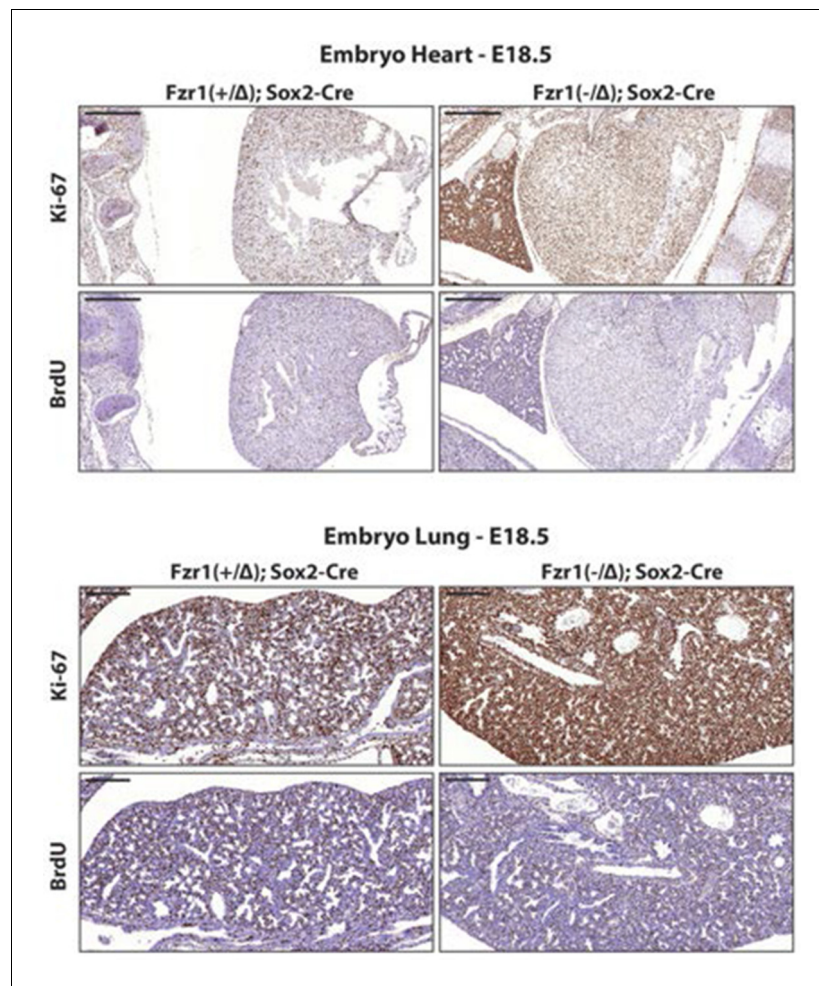 Embryo Heart - E18.5
Fzr1(+/Δ); Sox2-Cre
Fzr1(-/Δ); Sox2-Cre
Ki-67
BrdU
Embryo Lung - E18.5
Fzr1(+/Δ); Sox2-Cre
Fzr1(-/Δ); Sox2-Cre
Ki-67
BrdU